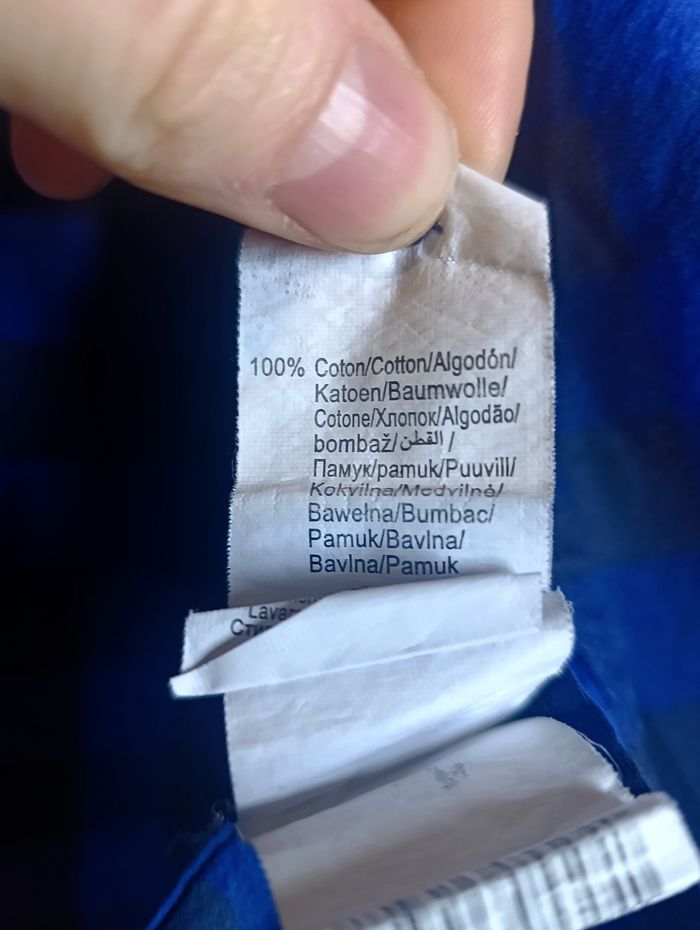 100% Coton/Cotton/Algodón/
Katoen/Baumwolle/
Cotone/Хлопок/Algodão/
bombaž/القطن/
Памук/pamuk/Puuvill/
Kokvilna/Medvilnė/
Bawełna/Bumbac/
Pamuk/Bavlna/
Bavlna/Pamuk